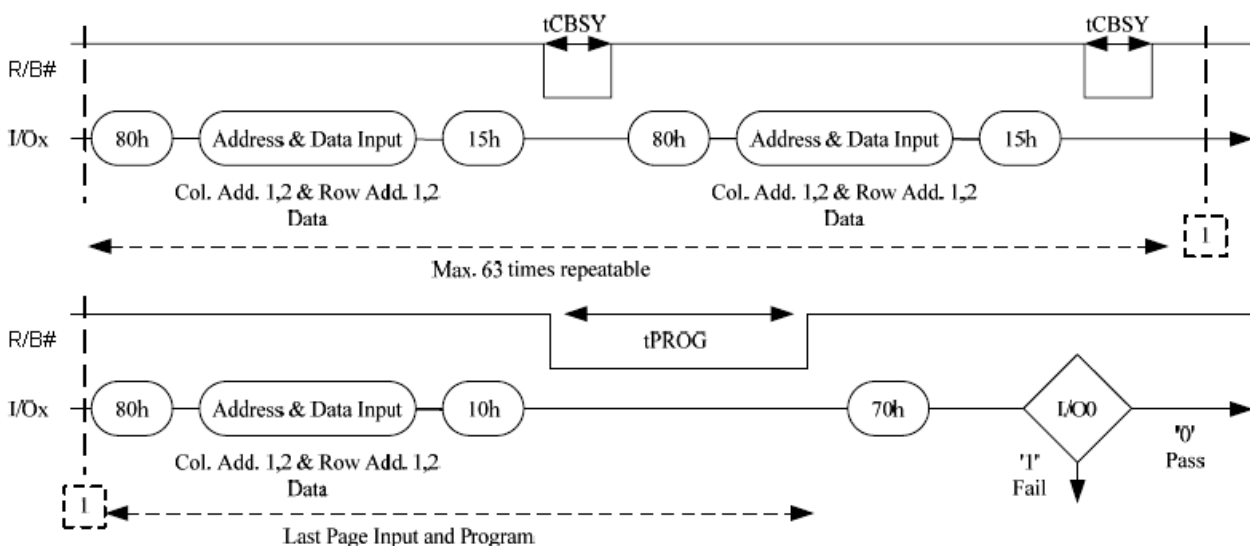 tCBSY tCBSY
R/B#
I/Ox 80h Address & Data Input 15h 80h Address & Data Input 15h
Col. Add. 1,2 & Row Add. 1,2 Col. Add. 1,2 & Row Add. 1,2
Data Data
1
Max. 63 times repeatable
R/B#
tPROG
I/Ox 80h Address & Data Input 10h 70h I/O0
'0'
Pass
Col. Add. 1,2 & Row Add. 1,2 '1'
Data Fail
1
Last Page Input and Program